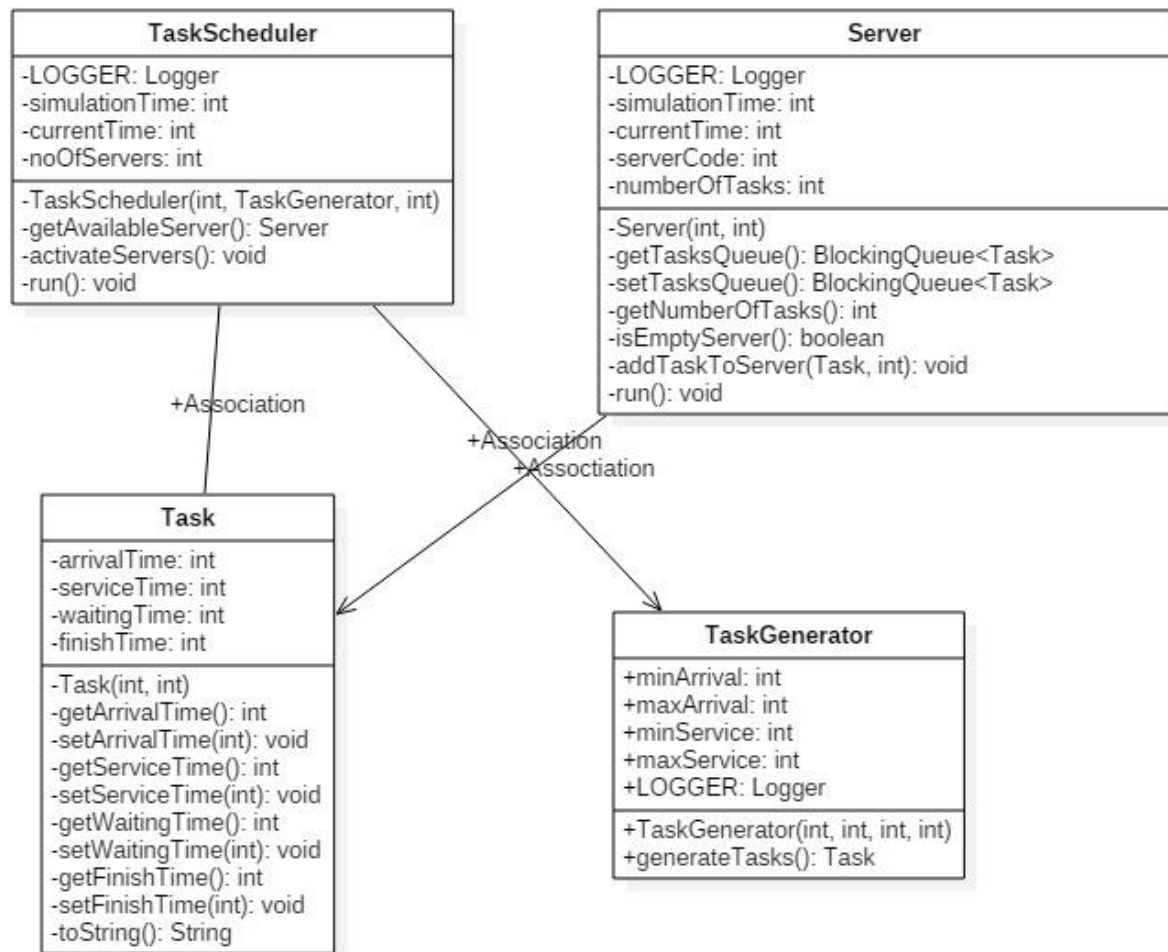 TaskScheduler
-LOGGER: Logger
-simulationTime: int
-currentTime: int
-noOfServers: int
-TaskScheduler(int, TaskGenerator, int)
-getAvailableServer(): Server
-activateServers(): void
-run(): void
Server
-LOGGER: Logger
-simulationTime: int
-currentTime: int
-serverCode: int
-numberOfTasks: int
-Server(int, int)
-getTasksQueue(): BlockingQueue<Task>
-setTasksQueue(): BlockingQueue<Task>
-getNumberOfTasks(): int
-isEmptyServer(): boolean
-addTaskToServer(Task, int): void
-run(): void
+Association
+Association
+Assoctiation
Task
-arrivalTime: int
-serviceTime: int
-waitingTime: int
-finishTime: int
-Task(int, int)
-getArrivalTime(): int
-setArrivalTime(int): void
-getServiceTime(): int
-setServiceTime(int): void
-getWaitingTime(): int
-setWaitingTime(int): void
-getFinishTime(): int
-setFinishTime(int): void
-toString(): String
TaskGenerator
+minArrival: int
+maxArrival: int
+minService: int
+maxService: int
+LOGGER: Logger
+TaskGenerator(int, int, int, int)
+generateTasks(): Task